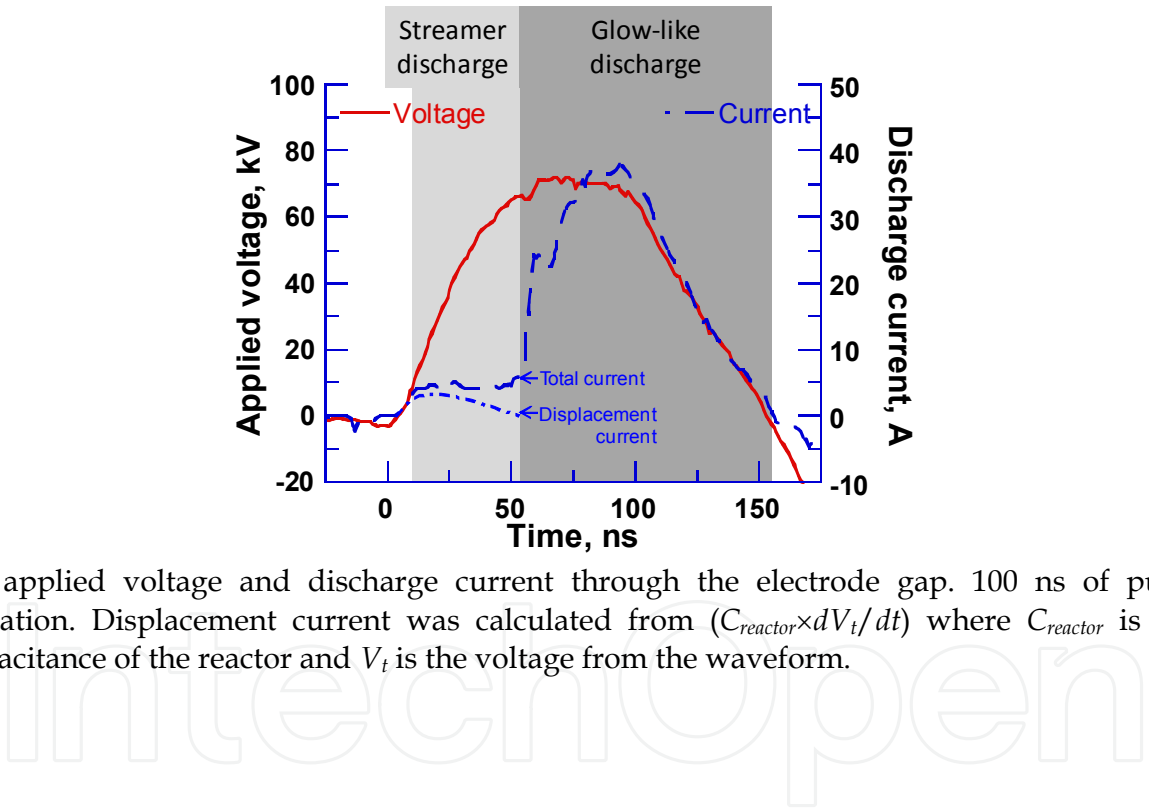 Streamer discharge
Glow-like discharge
100
80
60
40
20
0
-20
Applied voltage, kV
Voltage
Current
50
40
30
20
10
0
-10
Discharge current, A
Total current
Displacement current
0
50
100
150
Time, ns
applied voltage and discharge current through the electrode gap. 100 ns of pu
ation. Displacement current was calculated from (Creactor×dVt/dt) where Creactor is
acitance of the reactor and Vt is the voltage from the waveform.
IntechOpen